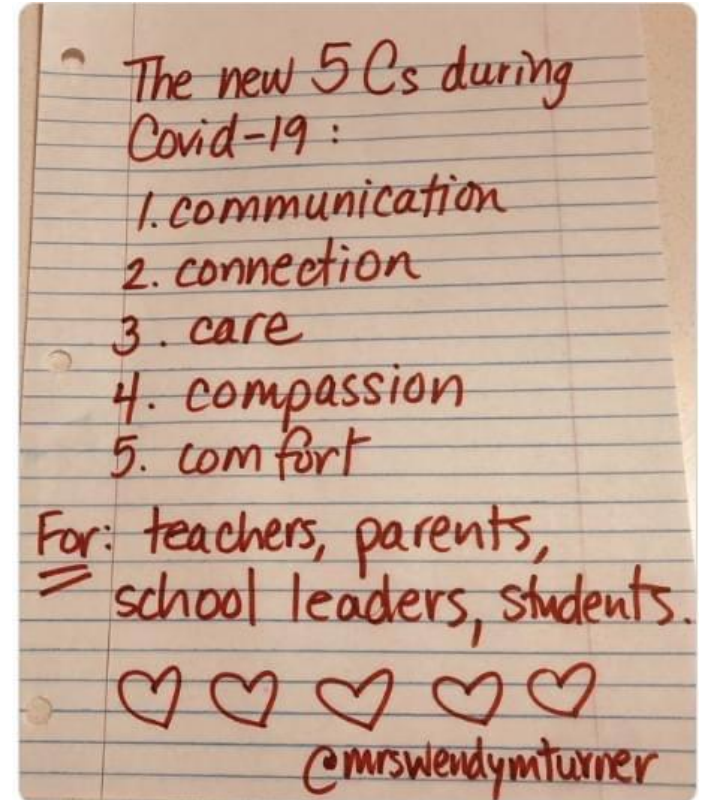 The new 5 Cs during
Covid-19 :
1. communication
2. connection
3. care
4. compassion
5. comfort
For: teachers, parents,
school leaders, students.
@mrswendymturner